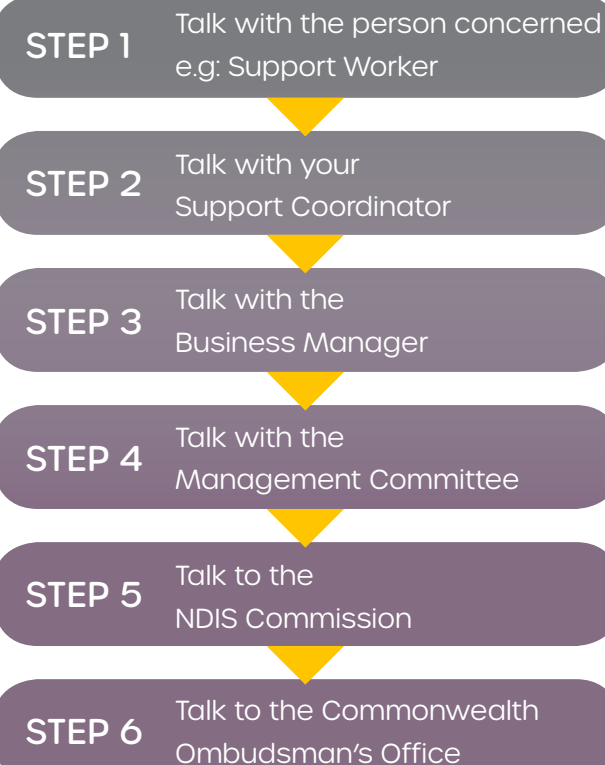 STEP 1
Talk with the person concerned
e.g: Support Worker
STEP 2
Talk with your
Support Coordinator
STEP 3
Talk with the
Business Manager
STEP 4
Talk with the
Management Committee
STEP 5
Talk to the
NDIS Commission
STEP 6
Talk to the Commonwealth
Ombudsman's Office